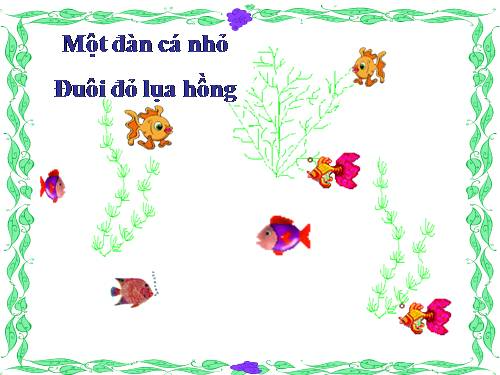 Một đàn cá nhỏ
Đuôi đỏ lụa hồng